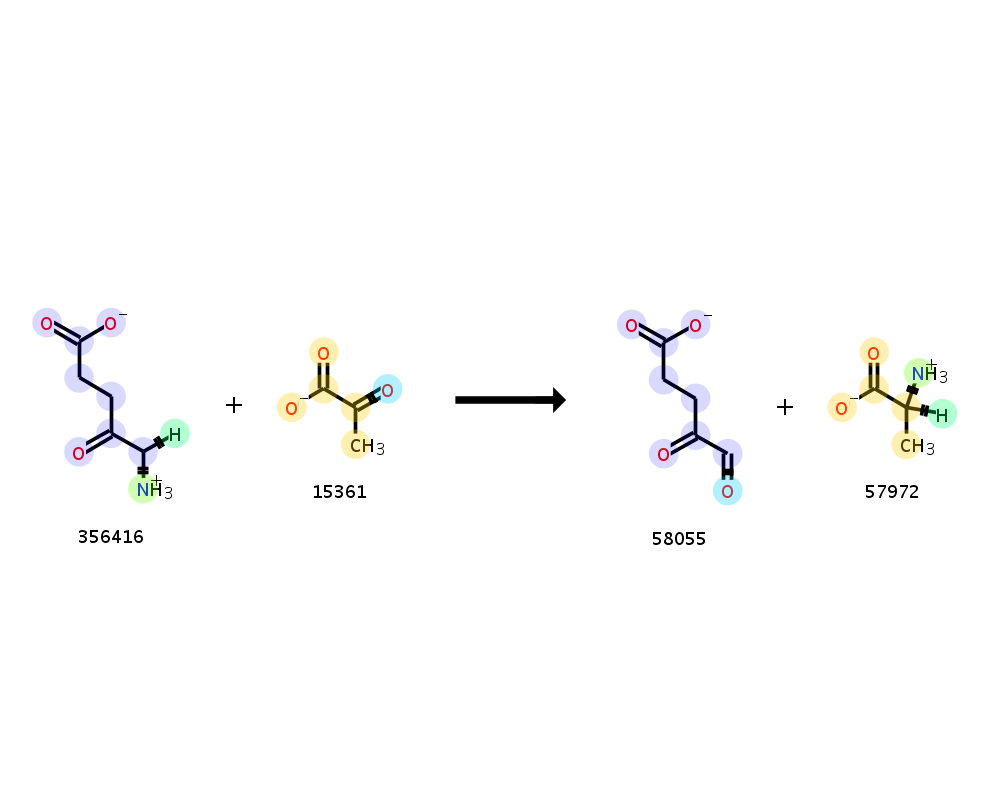 O O⁻ O O
O H + O⁻ CH₃ O + O⁻ NH₃⁺ H CH₃
NH₃⁺ O
356416 15361 58055 57972